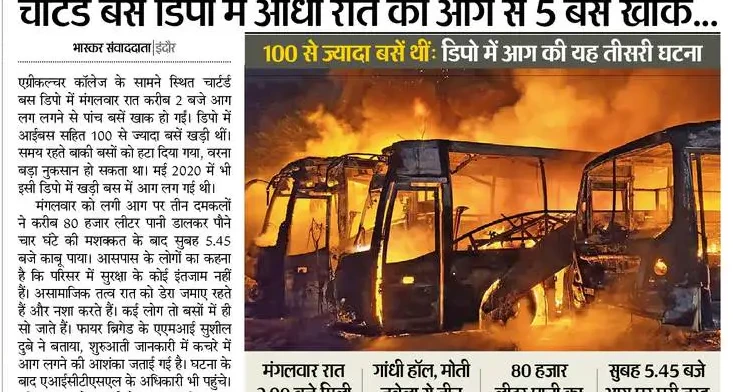 चार्टर्ड बस डिपो में आधी रात को आग से 5 बसें खाक...
भास्कर संवाददाता | इंदौर
100 से ज्यादा बसें थीं: डिपो में आग की यह तीसरी घटना
एग्रीकल्चर कॉलेज के सामने स्थित चार्टर्ड
बस डिपो में मंगलवार रात करीब 2 बजे आग
लग लगने से पांच बसें खाक हो गईं। डिपो में
आईबस सहित 100 से ज्यादा बसें खड़ी थीं।
समय रहते बाकी बसों को हटा दिया गया, वरना
बड़ा नुकसान हो सकता था। मई 2020 में भी
इसी डिपो में खड़ी बस में आग लग गई थी।
मंगलवार को लगी आग पर तीन दमकलों
ने करीब 80 हजार लीटर पानी डालकर पौने
चार घंटे की मशक्कत के बाद सुबह 5.45
बजे काबू पाया। आसपास के लोगों का कहना
है कि परिसर में सुरक्षा के कोई इंतजाम नहीं
हैं। असामाजिक तत्व रात को डेरा जमाए रहते
हैं और नशा करते हैं। कई लोग तो बसों में ही
सो जाते हैं। फायर ब्रिगेड के एएमआई सुशील
दुबे ने बताया, शुरुआती जानकारी में कचरे में
आग लगने की आशंका जताई गई है। घटना के
बाद एआईसीटीएसएल के अधिकारी भी पहुंचे।
मंगलवार रात
गांधी हॉल, मोती
80 हजार
सुबह 5.45 बजे